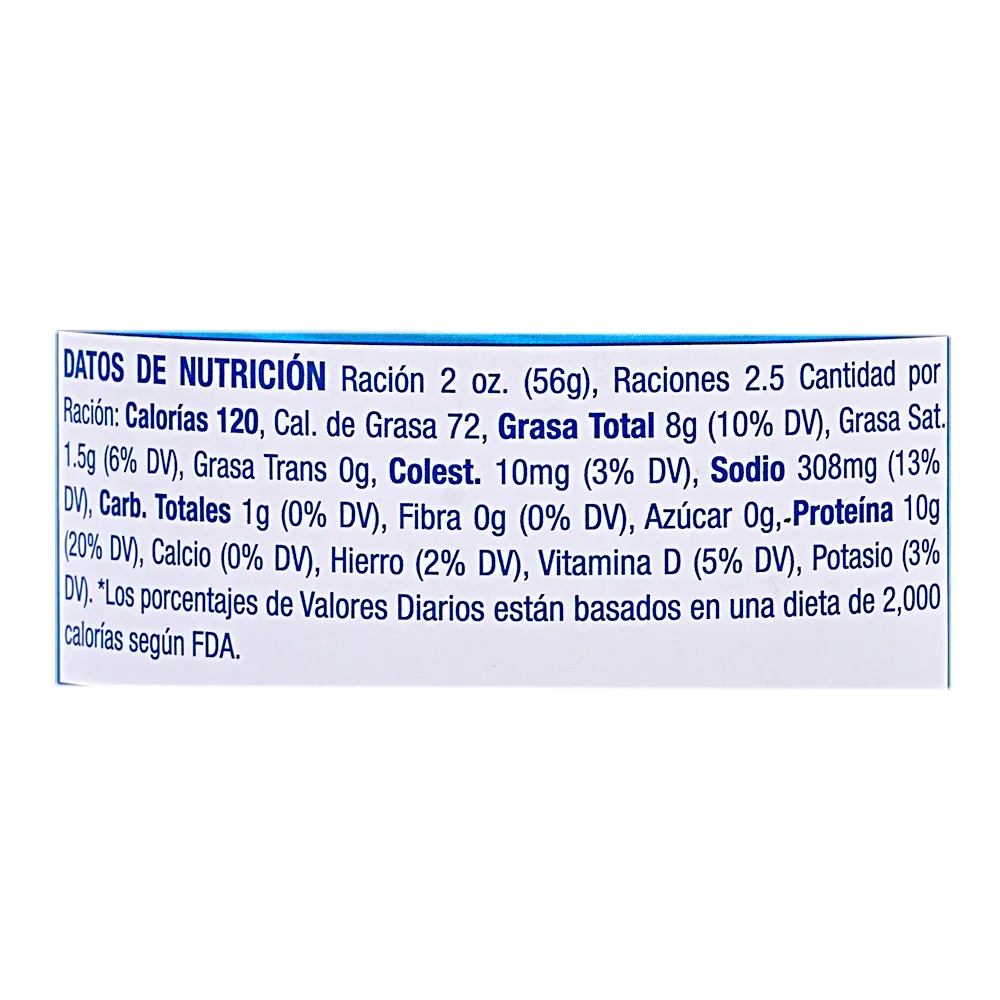 DATOS DE NUTRICIÓN Ración 2 oz. (56g), Raciones 2.5 Cantidad por
Ración: Calorías 120, Cal. de Grasa 72, Grasa Total 8g (10% DV), Grasa Sat.
1.5g (6% DV), Grasa Trans 0g, Colest. 10mg (3% DV), Sodio 308mg (13%
DV), Carb. Totales 1g (0% DV), Fibra 0g (0% DV), Azúcar 0g,-Proteína 10g
(20% DV), Calcio (0% DV), Hierro (2% DV), Vitamina D (5% DV), Potasio (3%
DV). *Los porcentajes de Valores Diarios están basados en una dieta de 2,000
calorías según FDA.